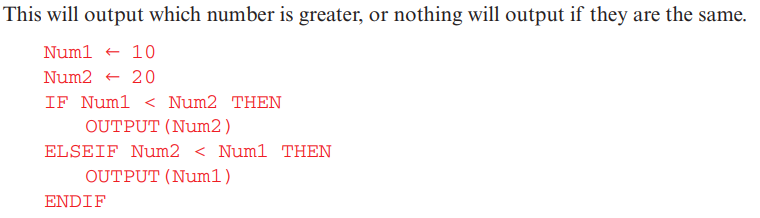 This will output which number is greater, or nothing will output if they are the same.
Num1 ← 10
Num2 ← 20
IF Num1 < Num2 THEN
    OUTPUT(Num2)
ELSEIF Num2 < Num1 THEN
    OUTPUT(Num1)
ENDIF